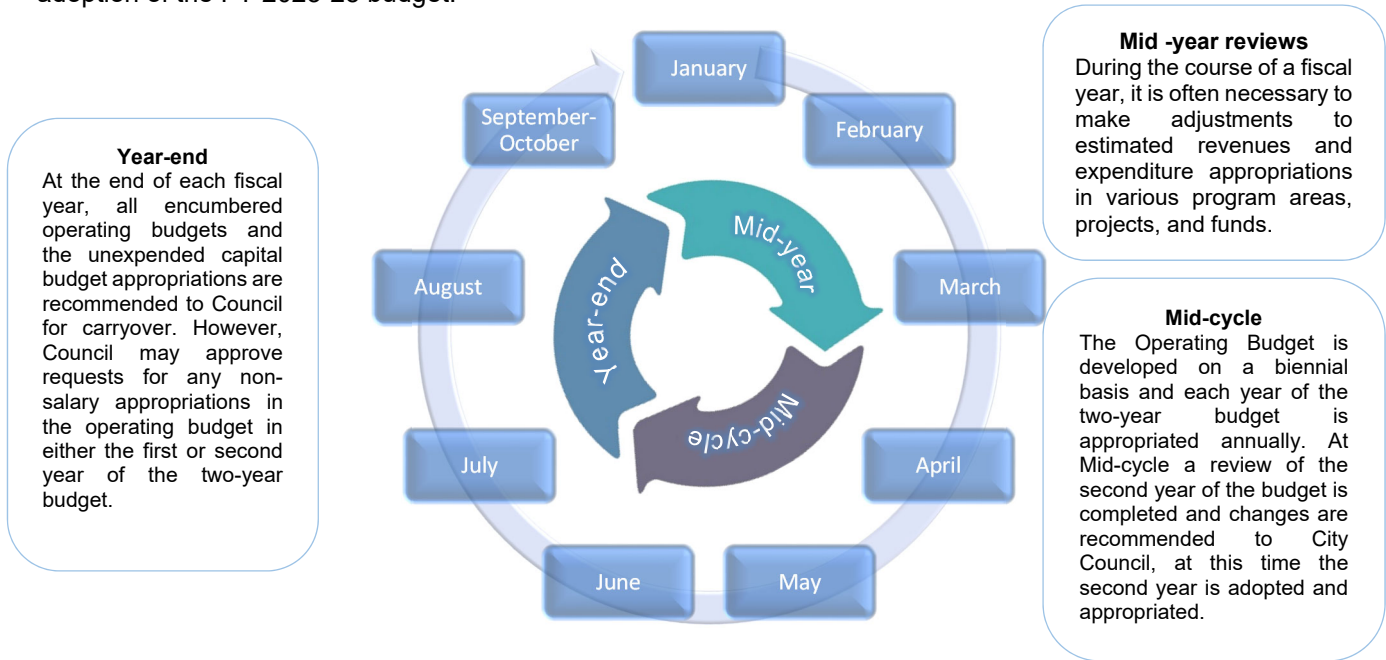 January
February
March
April
May
June
July
August
September-
October
Mid-year
Mid-cycle
Year-end
Year-end
At the end of each fiscal
year, all encumbered
operating budgets and
the unexpended capital
budget appropriations are
recommended to Council
for carryover. However,
Council may approve
requests for any non-
salary appropriations in
the operating budget in
either the first or second
year of the two-year
budget.
Mid -year reviews
During the course of a fiscal
year, it is often necessary to
make adjustments to
estimated revenues and
expenditure appropriations
in various program areas,
projects, and funds.
Mid-cycle
The Operating Budget is
developed on a biennial
basis and each year of the
two-year budget is
appropriated annually. At
Mid-cycle a review of the
second year of the budget is
completed and changes are
recommended to City
Council, at this time the
second year is adopted and
appropriated.